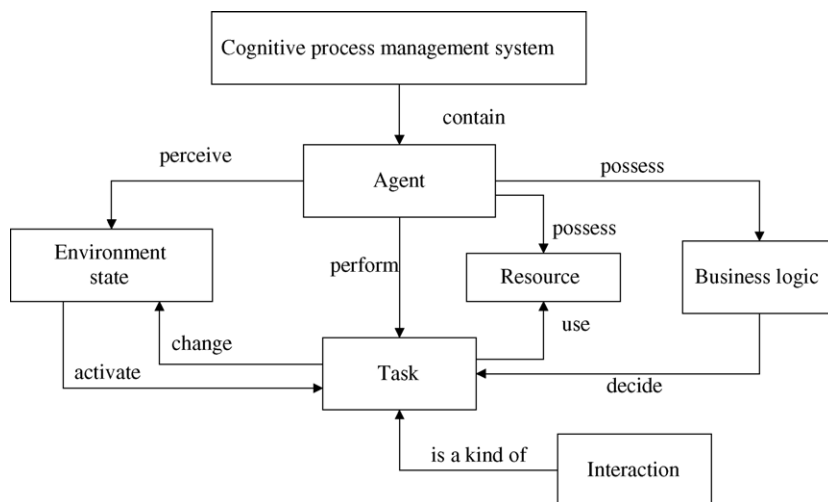 Cognitive process management system
contain
perceive
Agent
possess
possess
Environment
state
perform
Resource
Business logic
use
change
activate
Task
decide
is a kind of
Interaction